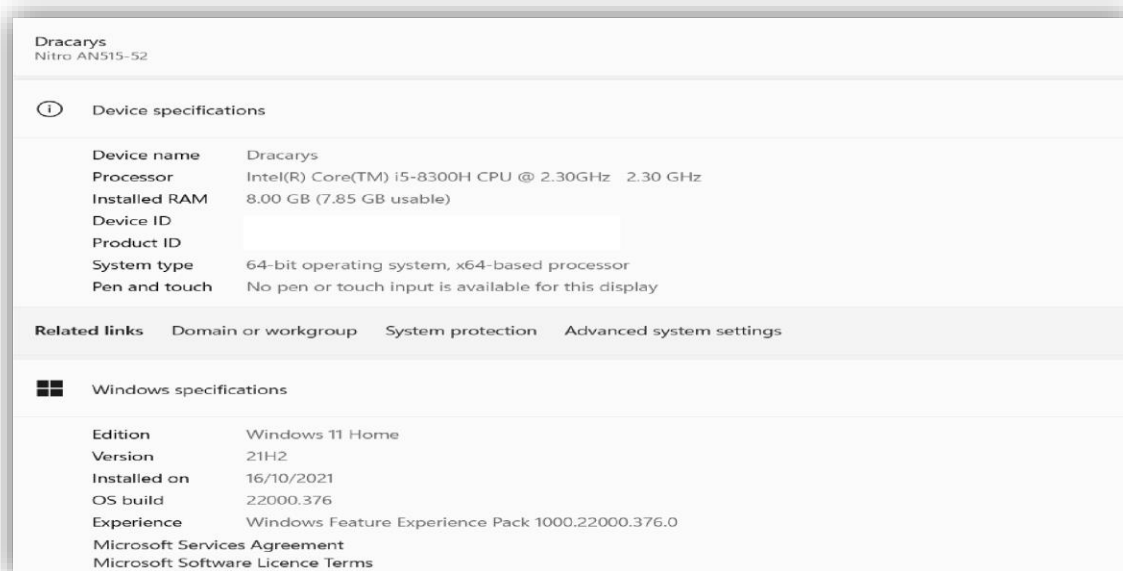 Dracarys
Nitro AN515-52
Device specifications
Device name Dracarys
Processor Intel(R) Core(TM) i5-8300H CPU @ 2.30GHz 2.30 GHz
Installed RAM 8.00 GB (7.85 GB usable)
Device ID
Product ID
System type 64-bit operating system, x64-based processor
Pen and touch No pen or touch input is available for this display
Related links Domain or workgroup System protection Advanced system settings
Windows specifications
Edition Windows 11 Home
Version 21H2
Installed on 16/10/2021
OS build 22000.376
Experience Windows Feature Experience Pack 1000.22000.376.0
Microsoft Services Agreement
Microsoft Software Licence Terms